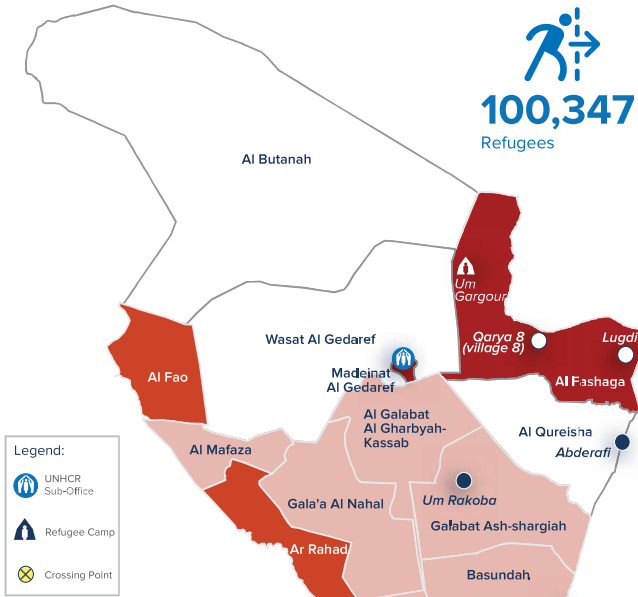 100,347
Refugees
Al Butanah
Um
Gargour
Wasat Al Gedaref
Qarya 8
(village 8)
Lugdi
Al Fao
Madeinat
Al Gedaref
Al Fashaga
Al Galabat
Al Gharbyah-
Kassab
Al Qureisha
Abderafi
Al Mafaza
Legend:
UNHCR
Sub-Office
Refugee Camp
Crossing Point
Gala'a Al Nahal
Um Rakoba
Galabat Ash-shargiah
Ar Rahad
Basundah